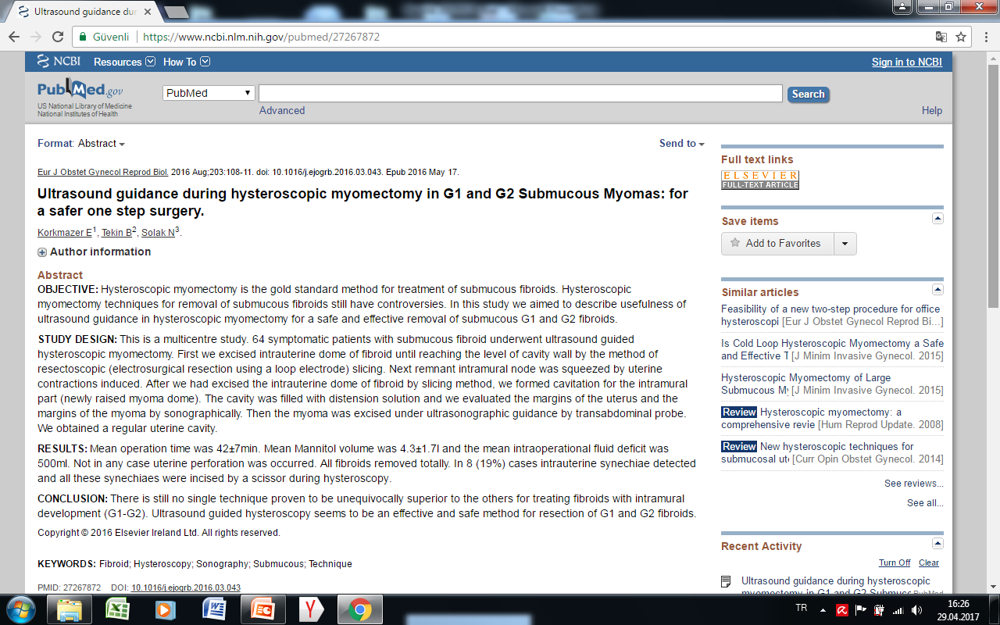 Ultrasound guidance dur
Güvenli
https://www.ncbi.nlm.nih.gov/pubmed/27267872
NCBI Resources How To Sign in to NCBI
PubMed.gov
US National Library of Medicine
National Institutes of Health
PubMed
Search
Advanced
Help
Format: Abstract
Send to
Eur J Obstet Gynecol Reprod Biol. 2016 Aug;203:108-11. doi: 10.1016/j.ejogrb.2016.03.043. Epub 2016 May 17.
Ultrasound guidance during hysteroscopic myomectomy in G1 and G2 Submucous Myomas: for
a safer one step surgery.
Korkmazer E1, Tekin B2, Solak N3.
Author information
Abstract
OBJECTIVE: Hysteroscopic myomectomy is the gold standard method for treatment of submucous fibroids. Hysteroscopic
myomectomy techniques for removal of submucous fibroids still have controversies. In this study we aimed to describe usefulness of
ultrasound guidance in hysteroscopic myomectomy for a safe and effective removal of submucous G1 and G2 fibroids.
STUDY DESIGN: This is a multicentre study. 64 symptomatic patients with submucous fibroid underwent ultrasound guided
hysteroscopic myomectomy. First we excised intrauterine dome of fibroid until reaching the level of cavity wall by the method of
resectoscopic (electrosurgical resection using a loop electrode) slicing. Next remnant intramural node was squeezed by uterine
contractions induced. After we had excised the intrauterine dome of fibroid by slicing method, we formed cavitation for the intramural
part (newly raised myoma dome). The cavity was filled with distension solution and we evaluated the margins of the uterus and the
margins of the myoma by sonographically. Then the myoma was excised under ultrasonographic guidance by transabdominal probe.
We obtained a regular uterine cavity.
RESULTS: Mean operation time was 42±7min. Mean Mannitol volume was 4.3±1.7l and the mean intraoperational fluid deficit was
500ml. Not in any case uterine perforation was occurred. All fibroids removed totally. In 8 (19%) cases intrauterine synechiae detected
and all these synechiaes were incised by a scissor during hysteroscopy.
CONCLUSION: There is still no single technique proven to be unequivocally superior to the others for treating fibroids with intramural
development (G1-G2). Ultrasound guided hysteroscopy seems to be an effective and safe method for resection of G1 and G2 fibroids.
Copyright © 2016 Elsevier Ireland Ltd. All rights reserved.
KEYWORDS: Fibroid; Hysteroscopy; Sonography; Submucous; Technique
PMID: 27267872 DOI: 10.1016/j.ejogrb.2016.03.043
Full text links
ELSEVIER
FULL-TEXT ARTICLE
Save items
Add to Favorites
Similar articles
Feasibility of a new two-step procedure for office
hysteroscopi [Eur J Obstet Gynecol Reprod Bi...]
Is Cold Loop Hysteroscopic Myomectomy a Safe
and Effective T [J Minim Invasive Gynecol. 2015]
Hysteroscopic Myomectomy of Large
Submucous My [J Minim Invasive Gynecol. 2015]
Review Hysteroscopic myomectomy: a
comprehensive revie [Hum Reprod Update. 2008]
Review New hysteroscopic techniques for
submucosal ut [Curr Opin Obstet Gynecol. 2014]
See reviews...
See all...
Recent Activity
Turn Off Clear
Ultrasound guidance during hysteroscopic
myomectomy in G1 and G2 Submucc PubMed
TR
16:26
29.04.2017